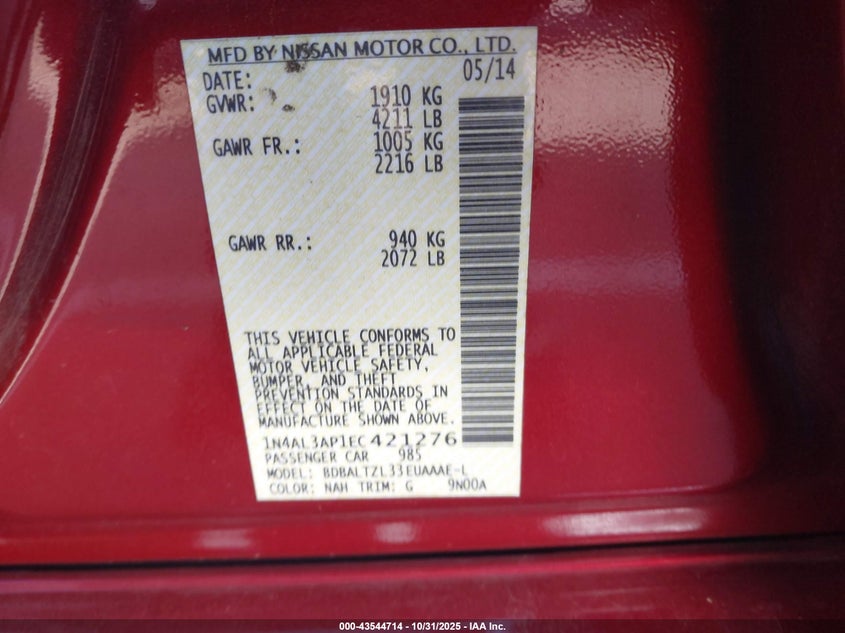 MFD BY NISSAN MOTOR CO., LTD.
DATE: 05/14
GVWR: 1910 KG
4211 LB
GAWR FR.: 1005 KG
2216 LB
GAWR RR.: 940 KG
2072 LB
THIS VEHICLE CONFORMS TO
ALL APPLICABLE FEDERAL
MOTOR VEHICLE SAFETY,
BUMPER, AND THEFT
PREVENTION STANDARDS IN
EFFECT ON THE DATE OF
MANUFACTURE SHOWN ABOVE.
1N4AL3AP1EC421276
PASSENGER CAR 985
MODEL: BDBALTZL33EUAAAE-L
COLOR: NAH TRIM: G 9N00A
000-43544714 - 10/31/2025 - IAA Inc.